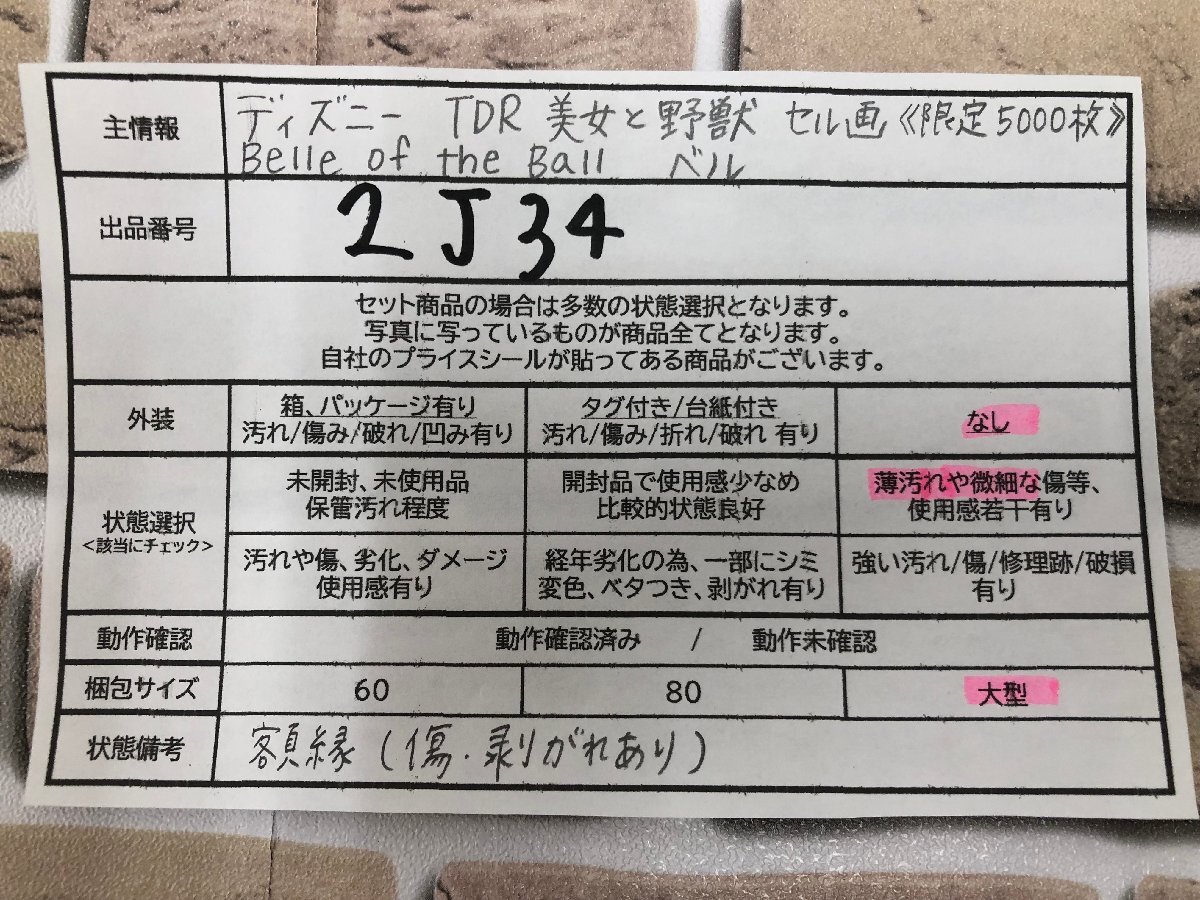 主情報
ディズニー TDR 美女と野獣 セル画《限定5000枚》
Belle of the Ball ベル
出品番号
2J34
セット商品の場合は多数の状態選択となります。
写真に写っているものが商品全てとなります。
自社のプライスシールが貼ってある商品がございます。
外装
箱、パッケージ有り
汚れ/傷み/破れ/凹み有り
タグ付き/台紙付き
汚れ/傷み/折れ/破れ 有り
なし
状態選択
<該当にチェック>
未開封、未使用品
保管汚れ程度
開封品で使用感少なめ
比較的状態良好
薄汚れや微細な傷等、
使用感若干有り
汚れや傷、劣化、ダメージ
使用感有り
経年劣化の為、一部にシミ
変色、ベタつき、剥がれ有り
強い汚れ/傷/修理跡/破損
有り
動作確認
動作確認済み / 動作未確認
梱包サイズ
60
80
大型
状態備考
額縁(傷・剥がれあり)